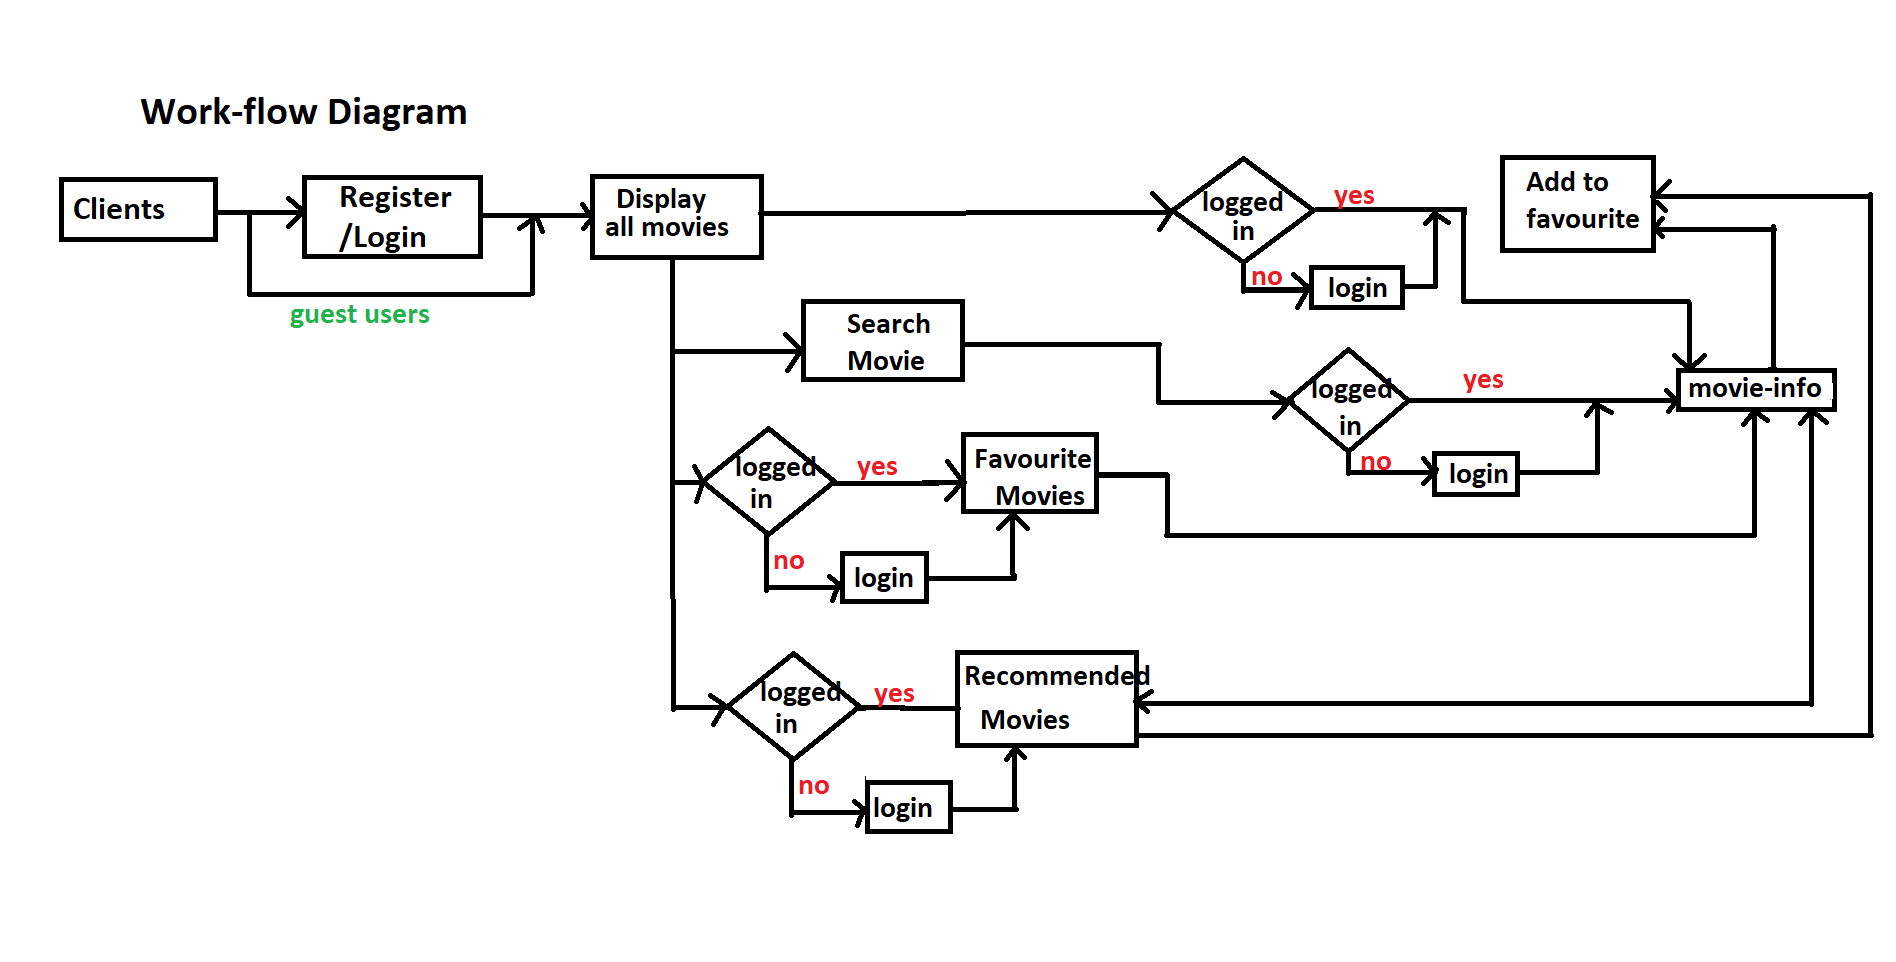 Work-flow Diagram
Clients
Register
/Login
guest users
Display
all movies
logged
in
yes
no
login
Add to
favourite
Search
Movie
logged
in
yes
no
login
movie-info
logged
in
yes
no
login
Favourite
Movies
logged
in
yes
no
login
Recommended
Movies